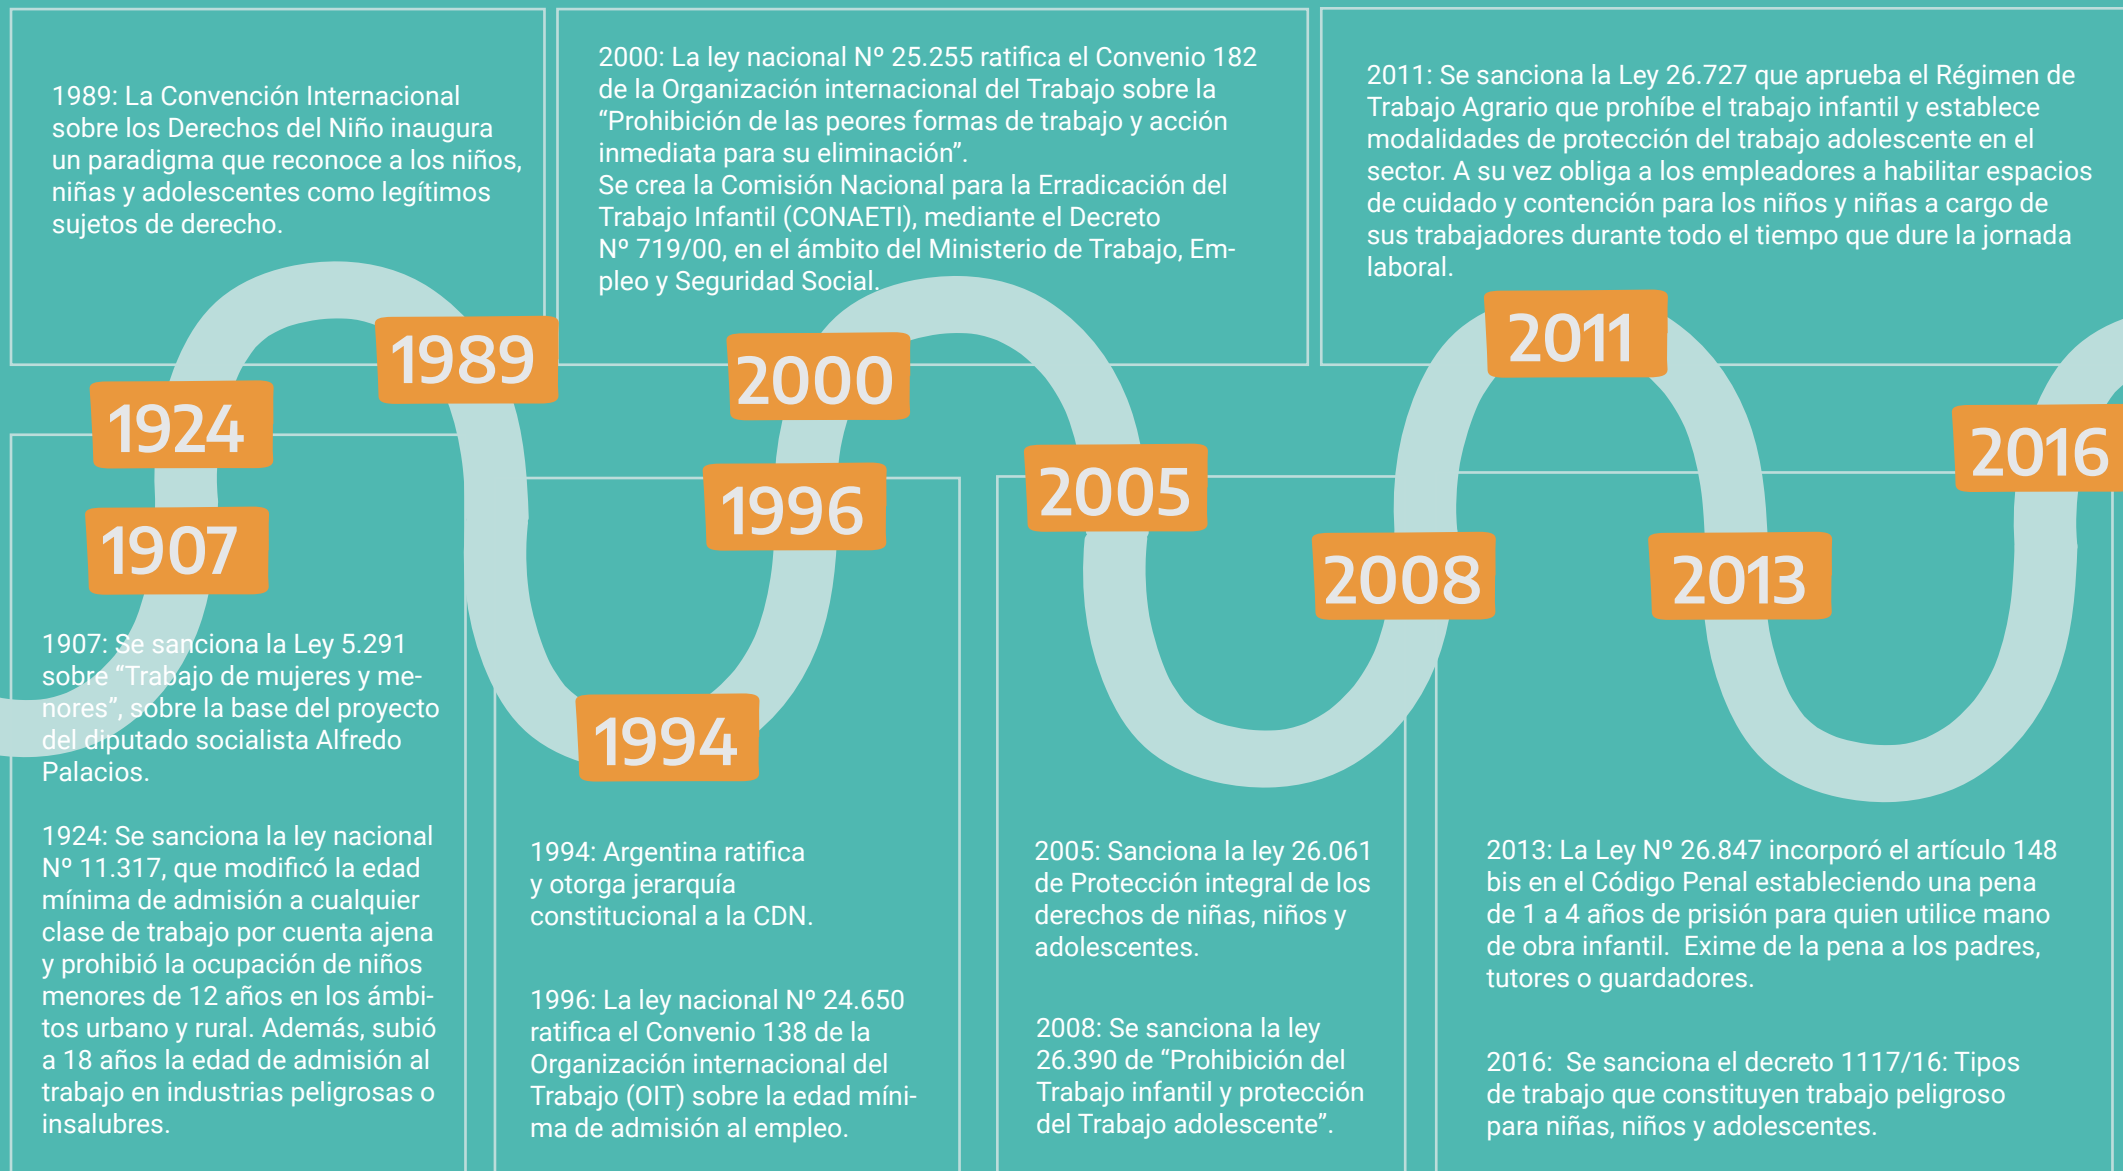 1989: La Convención Internacional
sobre los Derechos del Niño inaugura
un paradigma que reconoce a los niños,
niñas y adolescentes como legítimos
sujetos de derecho.
2000: La ley nacional Nº 25.255 ratifica el Convenio 182
de la Organización internacional del Trabajo sobre la
“Prohibición de las peores formas de trabajo y acción
inmediata para su eliminación”.
Se crea la Comisión Nacional para la Erradicación del
Trabajo Infantil (CONAETI), mediante el Decreto
Nº 719/00, en el ámbito del Ministerio de Trabajo, Em-
pleo y Seguridad Social.
2011: Se sanciona la Ley 26.727 que aprueba el Régimen de
Trabajo Agrario que prohíbe el trabajo infantil y establece
modalidades de protección del trabajo adolescente en el
sector. A su vez obliga a los empleadores a habilitar espacios
de cuidado y contención para los niños y niñas a cargo de
sus trabajadores durante todo el tiempo que dure la jornada
laboral.
1907
1924
1989
1994
1996
2000
2005
2008
2011
2013
2016
1907: Se sanciona la Ley 5.291
sobre “Trabajo de mujeres y me-
nores”, sobre la base del proyecto
del diputado socialista Alfredo
Palacios.
1924: Se sanciona la ley nacional
Nº 11.317, que modificó la edad
mínima de admisión a cualquier
clase de trabajo por cuenta ajena
y prohibió la ocupación de niños
menores de 12 años en los ámbi-
tos urbano y rural. Además, subió
a 18 años la edad de admisión al
trabajo en industrias peligrosas o
insalubres.
1994: Argentina ratifica
y otorga jerarquía
constitucional a la CDN.
1996: La ley nacional Nº 24.650
ratifica el Convenio 138 de la
Organización internacional del
Trabajo (OIT) sobre la edad míni-
ma de admisión al empleo.
2005: Sanciona la ley 26.061
de Protección integral de los
derechos de niñas, niños y
adolescentes.
2008: Se sanciona la ley
26.390 de “Prohibición del
Trabajo infantil y protección
del Trabajo adolescente”.
2013: La Ley Nº 26.847 incorporó el artículo 148
bis en el Código Penal estableciendo una pena
de 1 a 4 años de prisión para quien utilice mano
de obra infantil.  Exime de la pena a los padres,
tutores o guardadores.
2016:  Se sanciona el decreto 1117/16: Tipos
de trabajo que constituyen trabajo peligroso
para niñas, niños y adolescentes.